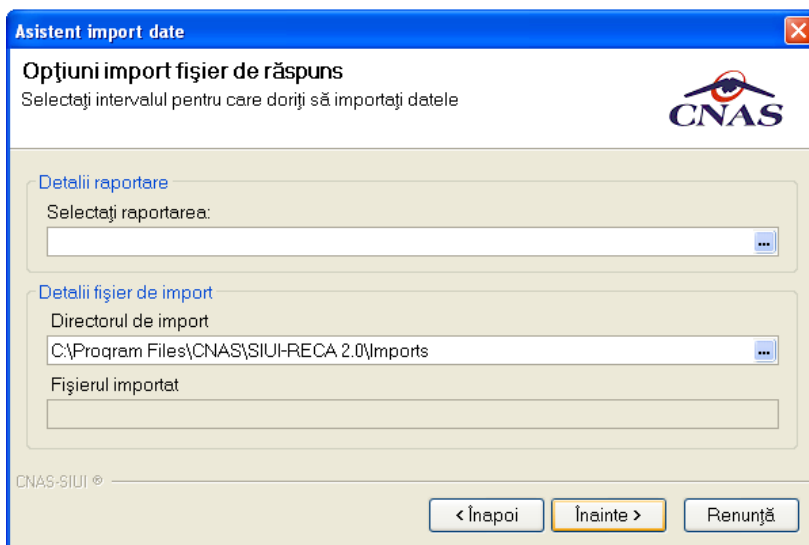 Asistent import date
Opţiuni import fişier de răspuns
Selectaţi intervalul pentru care doriţi să importaţi datele
CNAS
Detalii raportare
Selectaţi raportarea:
...
Detalii fişier de import
Directorul de import
C:\Program Files\CNAS\SIUI-RECA 2.0\Imports
...
Fişierul importat
CNAS-SIUI ®
< Înapoi
Înainte >
Renunţă